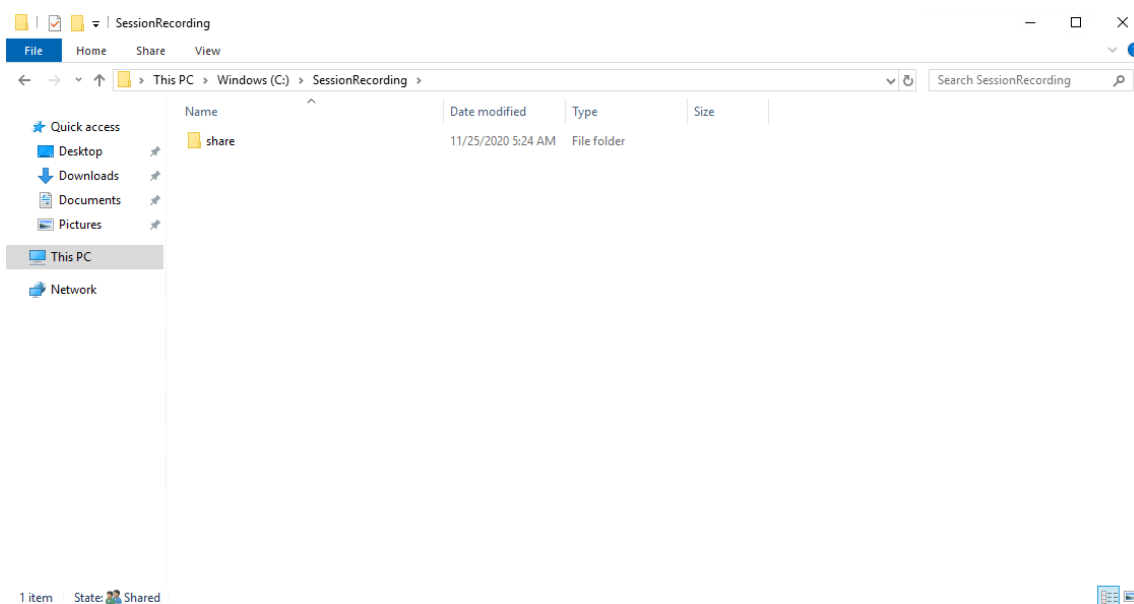 SessionRecording
File Home Share View
This PC > Windows (C:) > SessionRecording >
Search SessionRecording
Name Date modified Type Size
share 11/25/2020 5:24 AM File folder
Quick access
Desktop
Downloads
Documents
Pictures
This PC
Network
1 item State: Shared